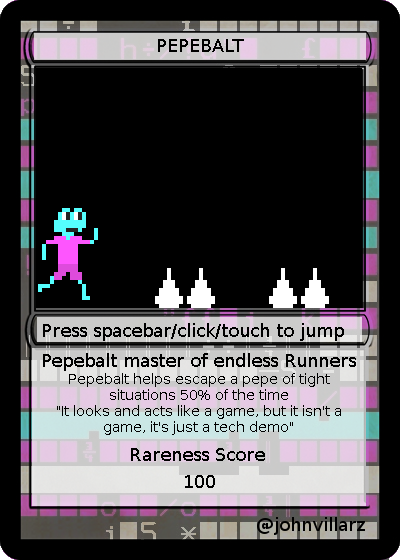 PEPEBALT
Press spacebar/click/touch to jump
Pepebalt master of endless Runners
Pepebalt helps escape a pepe of tight
situations 50% of the time
"It looks and acts like a game, but it isn't a
game, it's just a tech demo"
Rareness Score
100
@johnvillarz